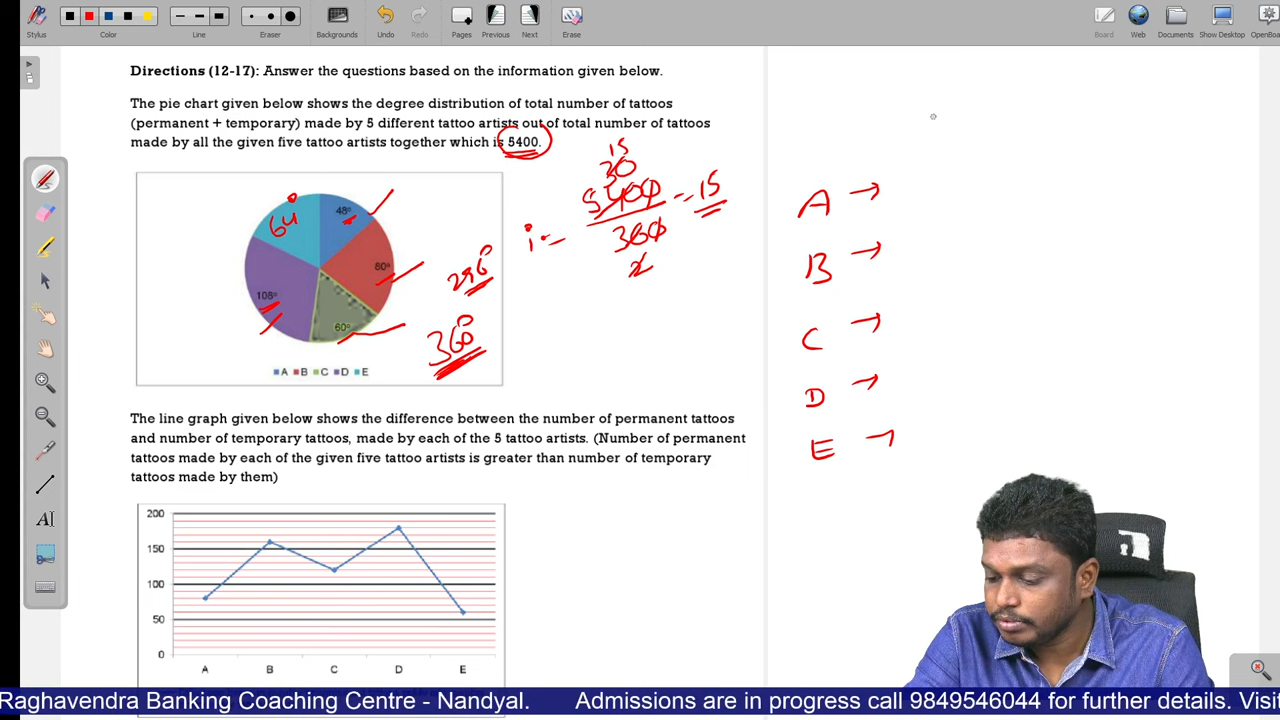 Stylus
Color
Line
Eraser
Backgrounds
Undo
Redo
Pages
Previous
Next
Erase
Board
Web
Documents
Show Desktop
OpenBoa
Directions (12-17): Answer the questions based on the information given below.
The pie chart given below shows the degree distribution of total number of tattoos
(permanent + temporary) made by 5 different tattoo artists out of total number of tattoos
made by all the given five tattoo artists together which is 5400.
48°
80°
60°
108°
64°
A B C D E
296°
360°
15
30
i = 5400 = 15
360
2
A →
B →
C →
D →
E →
The line graph given below shows the difference between the number of permanent tattoos
and number of temporary tattoos, made by each of the 5 tattoo artists. (Number of permanent
tattoos made by each of the given five tattoo artists is greater than number of temporary
tattoos made by them)
200
150
100
50
0
A B C D E
Raghavendra Banking Coaching Centre - Nandyal. Admissions are in progress call 9849546044 for further details. Visi